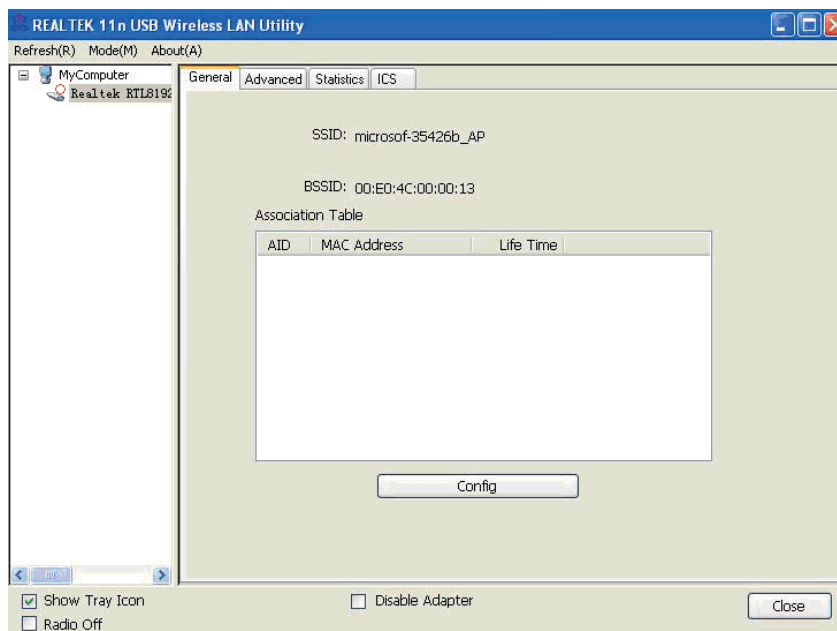 REALTEK 11n USB Wireless LAN Utility
Refresh(R) Mode(M) About(A)
MyComputer
Realtek RTL8192
General Advanced Statistics ICS
SSID: microsof-35426b_AP
BSSID: 00:E0:4C:00:00:13
Association Table
AID MAC Address Life Time
Config
Show Tray Icon
Disable Adapter
Radio Off
Close